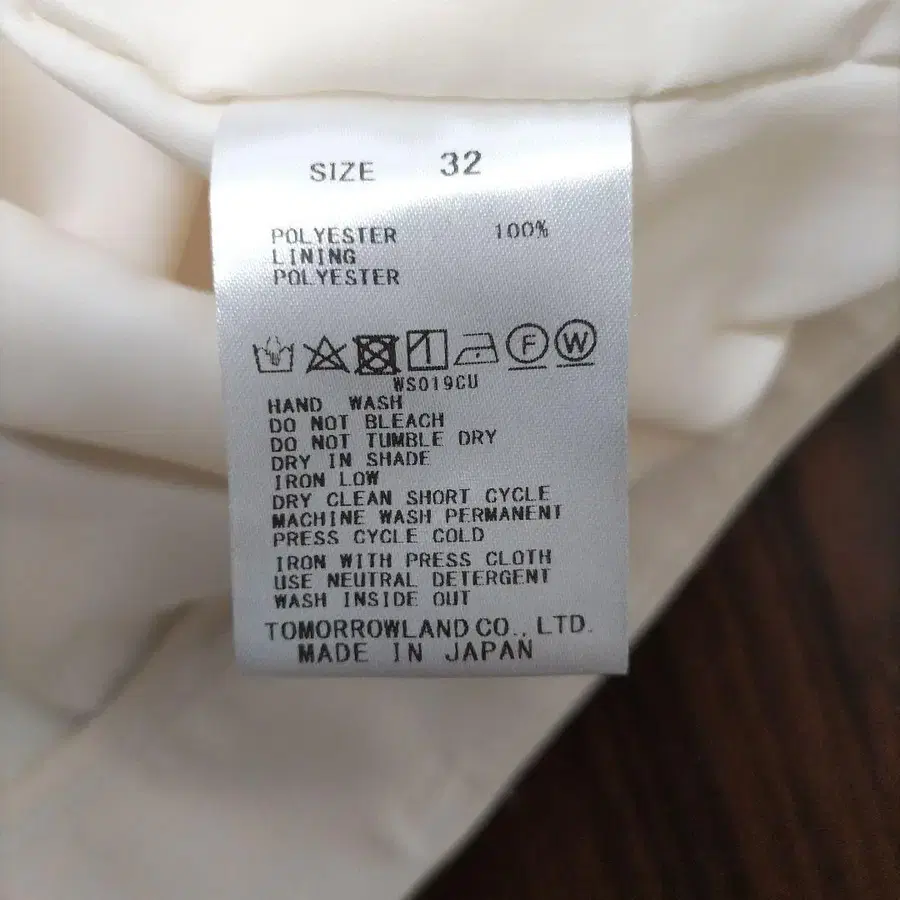 SIZE 32
POLYESTER 100%
LINING
POLYESTER
F W
WS019CU
HAND WASH
DO NOT BLEACH
DO NOT TUMBLE DRY
DRY IN SHADE
IRON LOW
DRY CLEAN SHORT CYCLE
MACHINE WASH PERMANENT
PRESS CYCLE COLD
IRON WITH PRESS CLOTH
USE NEUTRAL DETERGENT
WASH INSIDE OUT
TOMORROWLAND CO., LTD.
MADE IN JAPAN